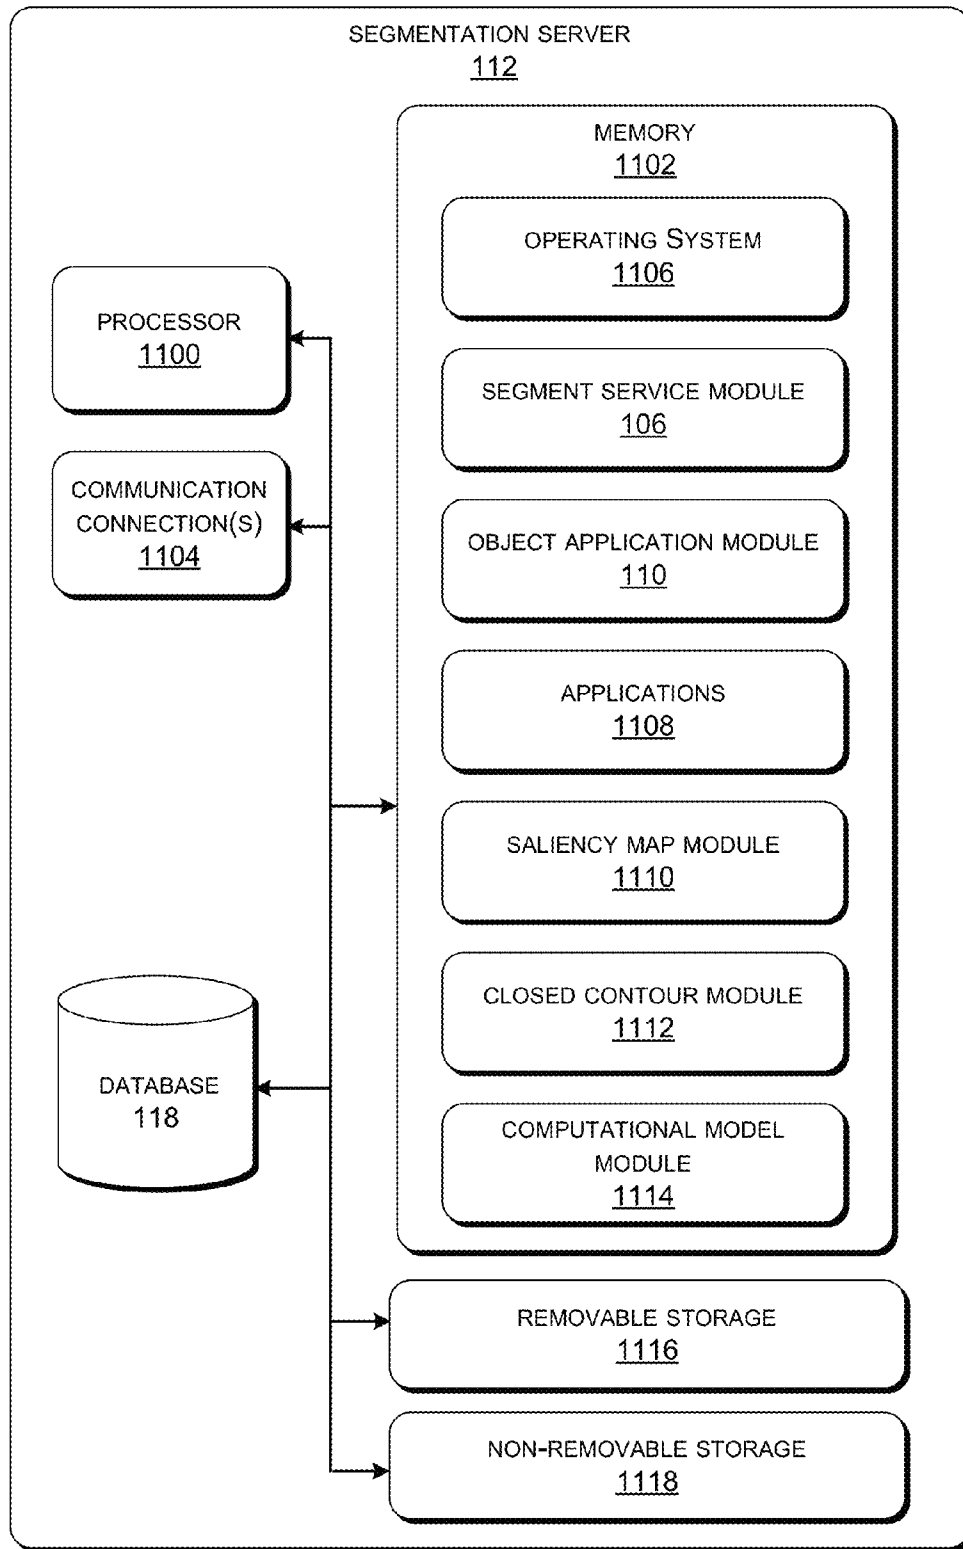 SEGMENTATION SERVER
112
MEMORY
1102
OPERATING SYSTEM
1106
SEGMENT SERVICE MODULE
106
OBJECT APPLICATION MODULE
110
APPLICATIONS
1108
SALIENCY MAP MODULE
1110
CLOSED CONTOUR MODULE
1112
COMPUTATIONAL MODEL
MODULE
1114
PROCESSOR
1100
COMMUNICATION
CONNECTION(S)
1104
DATABASE
118
REMOVABLE STORAGE
1116
NON-REMOVABLE STORAGE
1118